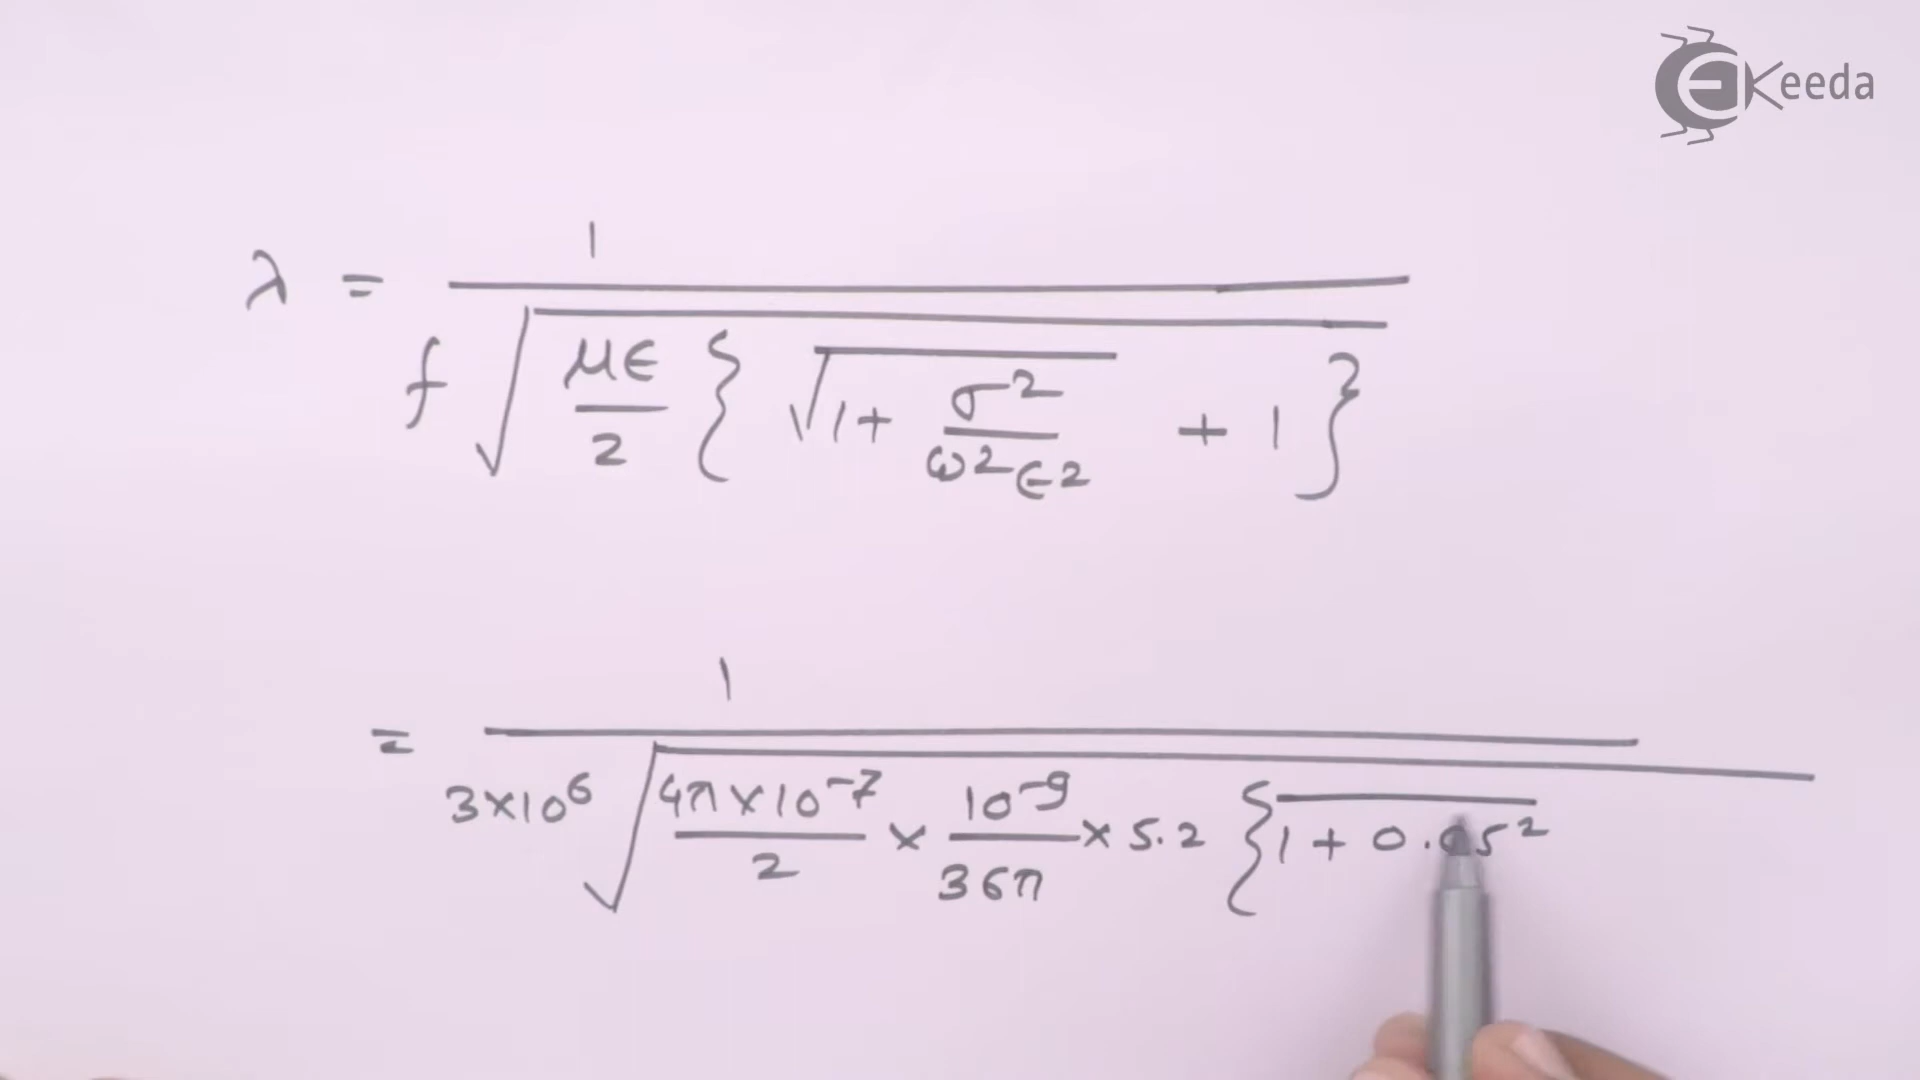 EKeeda
λ = 1 / f √( με/2 { √(1 + σ²/ω²ϵ²) + 1 } )
= 1 / 3×10⁶ √( 4π×10⁻⁷/2 × 10⁻⁹/36π × 5.2 { 1 + 0.05²